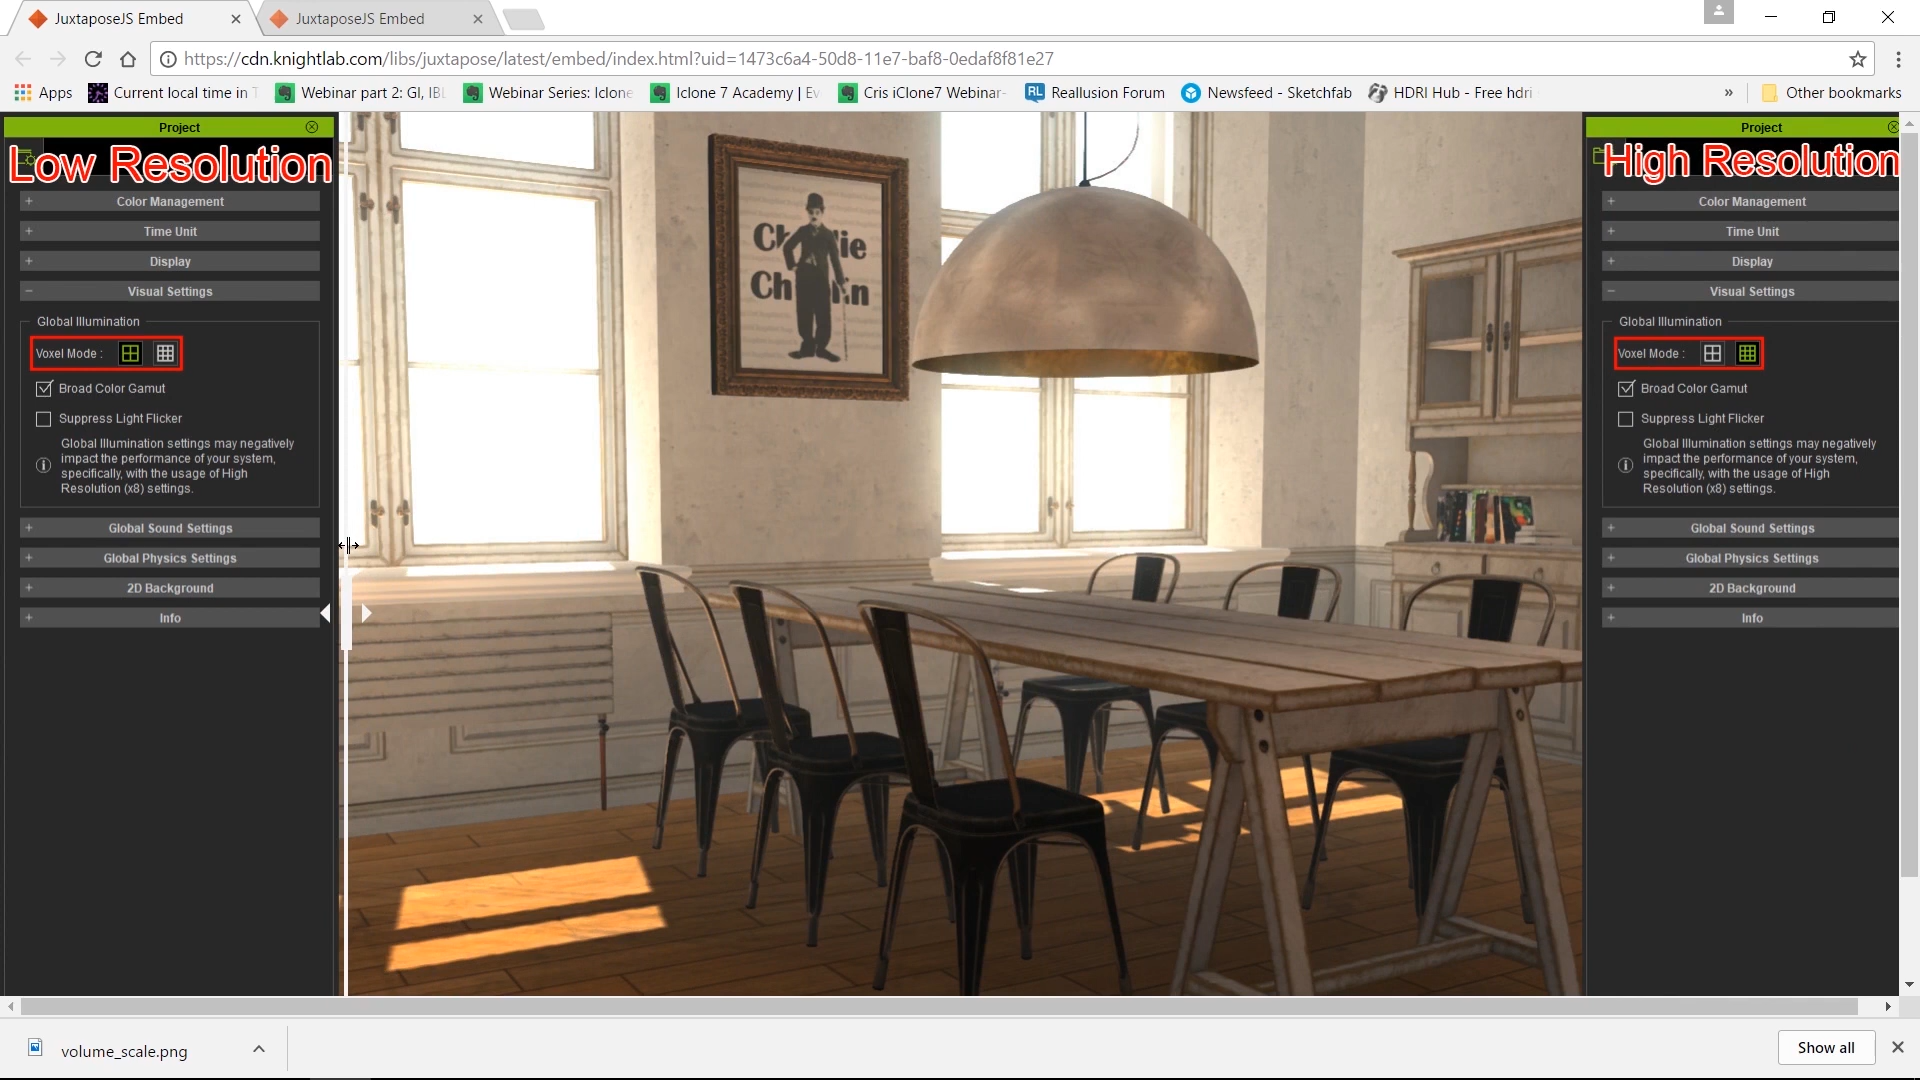 JuxtaposeJS Embed
JuxtaposeJS Embed
https://cdn.knightlab.com/libs/juxtapose/latest/embed/index.html?uid=1473c6a4-50d8-11e7-baf8-0edaf8f81e27
Apps
Current local time in
Webinar part 2: GI, IBL
Webinar Series: Iclone
Iclone 7 Academy | Ev
Cris iClone7 Webinar-
Reallusion Forum
Newsfeed - Sketchfab
HDRI Hub - Free hdri
»
Other bookmarks
Project
Low Resolution
Color Management
Time Unit
Display
Visual Settings
Global Illumination
Voxel Mode :
Broad Color Gamut
Suppress Light Flicker
Global Illumination settings may negatively
impact the performance of your system,
specifically, with the usage of High
Resolution (x8) settings.
Global Sound Settings
Global Physics Settings
2D Background
Info
Project
High Resolution
Color Management
Time Unit
Display
Visual Settings
Global Illumination
Voxel Mode :
Broad Color Gamut
Suppress Light Flicker
Global Illumination settings may negatively
impact the performance of your system,
specifically, with the usage of High
Resolution (x8) settings.
Global Sound Settings
Global Physics Settings
2D Background
Info
volume_scale.png
Show all